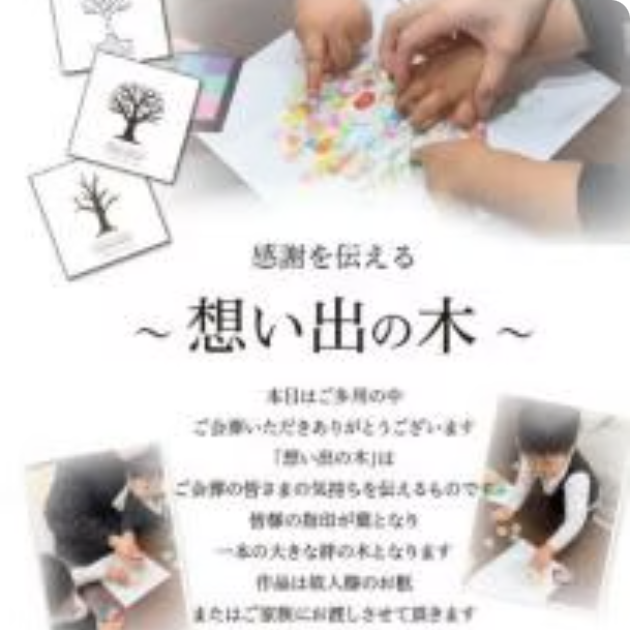 感謝を伝える
～ 想い出の木 ～
本日はご多用の中
ご会葬いただきありがとうございます
「想い出の木」は
ご会葬の皆さまの気持ちを伝えるものです
皆様の指印が葉となり
一本の大きな絆の木となります
作品は故人様のお柩
またはご家族にお渡しさせて頂きます